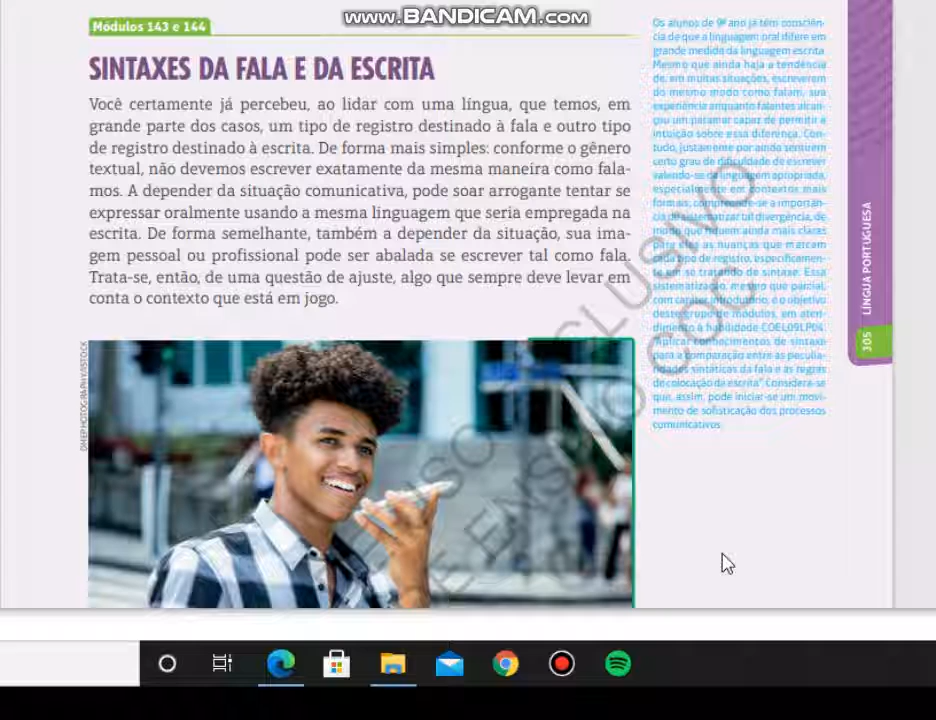 www.BANDICAM.com
Módulos 143 e 144
SINTAXES DA FALA E DA ESCRITA
Você certamente já percebeu, ao lidar com uma língua, que temos, em
grande parte dos casos, um tipo de registro destinado à fala e outro tipo
de registro destinado à escrita. De forma mais simples: conforme o gênero
textual, não devemos escrever exatamente da mesma maneira como fala-
mos. A depender da situação comunicativa, pode soar arrogante tentar se
expressar oralmente usando a mesma linguagem que seria empregada na
escrita. De forma semelhante, também a depender da situação, sua ima-
gem pessoal ou profissional pode ser abalada se escrever tal como fala.
Trata-se, então, de uma questão de ajuste, algo que sempre deve levar em
conta o contexto que está em jogo.
Os alunos de 9º ano já têm consciên-
cia de que a linguagem oral difere em
grande medida da linguagem escrita.
Mesmo que ainda haja a tendência
de, em muitas situações, escreverem
do mesmo modo como falam, sua
experiência enquanto falantes alcan-
çou um patamar capaz de permitir a
intuição sobre essa diferença. Con-
tudo, justamente por ainda sentirem
certo grau de dificuldade de escrever
valendo-se da linguagem apropriada,
especialmente em contextos mais
formais, compreende-se a importân-
cia de sistematizar tal divergência, de
modo que fiquem ainda mais claras
para eles as nuanças que marcam
cada tipo de registro, especificamen-
te em se tratando de sintaxe. Essa
sistematização, mesmo que parcial,
com caráter introdutório, é o objetivo
deste grupo de módulos, em aten-
dimento à habilidade COEL09LP04
"Aplicar conhecimentos de sintaxe
para a comparação entre as peculia-
ridades sintáticas da fala e as regras
de colocação da escrita". Considera-se
que, assim, pode iniciar-se um movi-
mento de sofisticação dos processos
comunicativos.
LÍNGUA PORTUGUESA
305